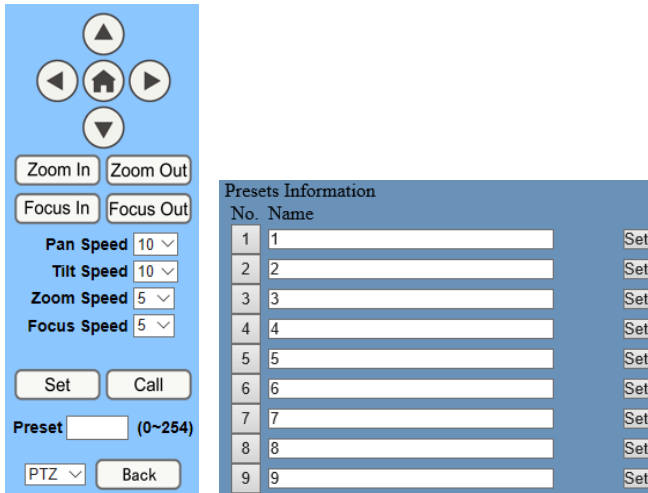 Zoom In Zoom Out
Focus In Focus Out
Pan Speed 10
Tilt Speed 10
Zoom Speed 5
Focus Speed 5
Set Call
Preset (0~254)
PTZ Back
Presets Information
No. Name
1 1 Set
2 2 Set
3 3 Set
4 4 Set
5 5 Set
6 6 Set
7 7 Set
8 8 Set
9 9 Set